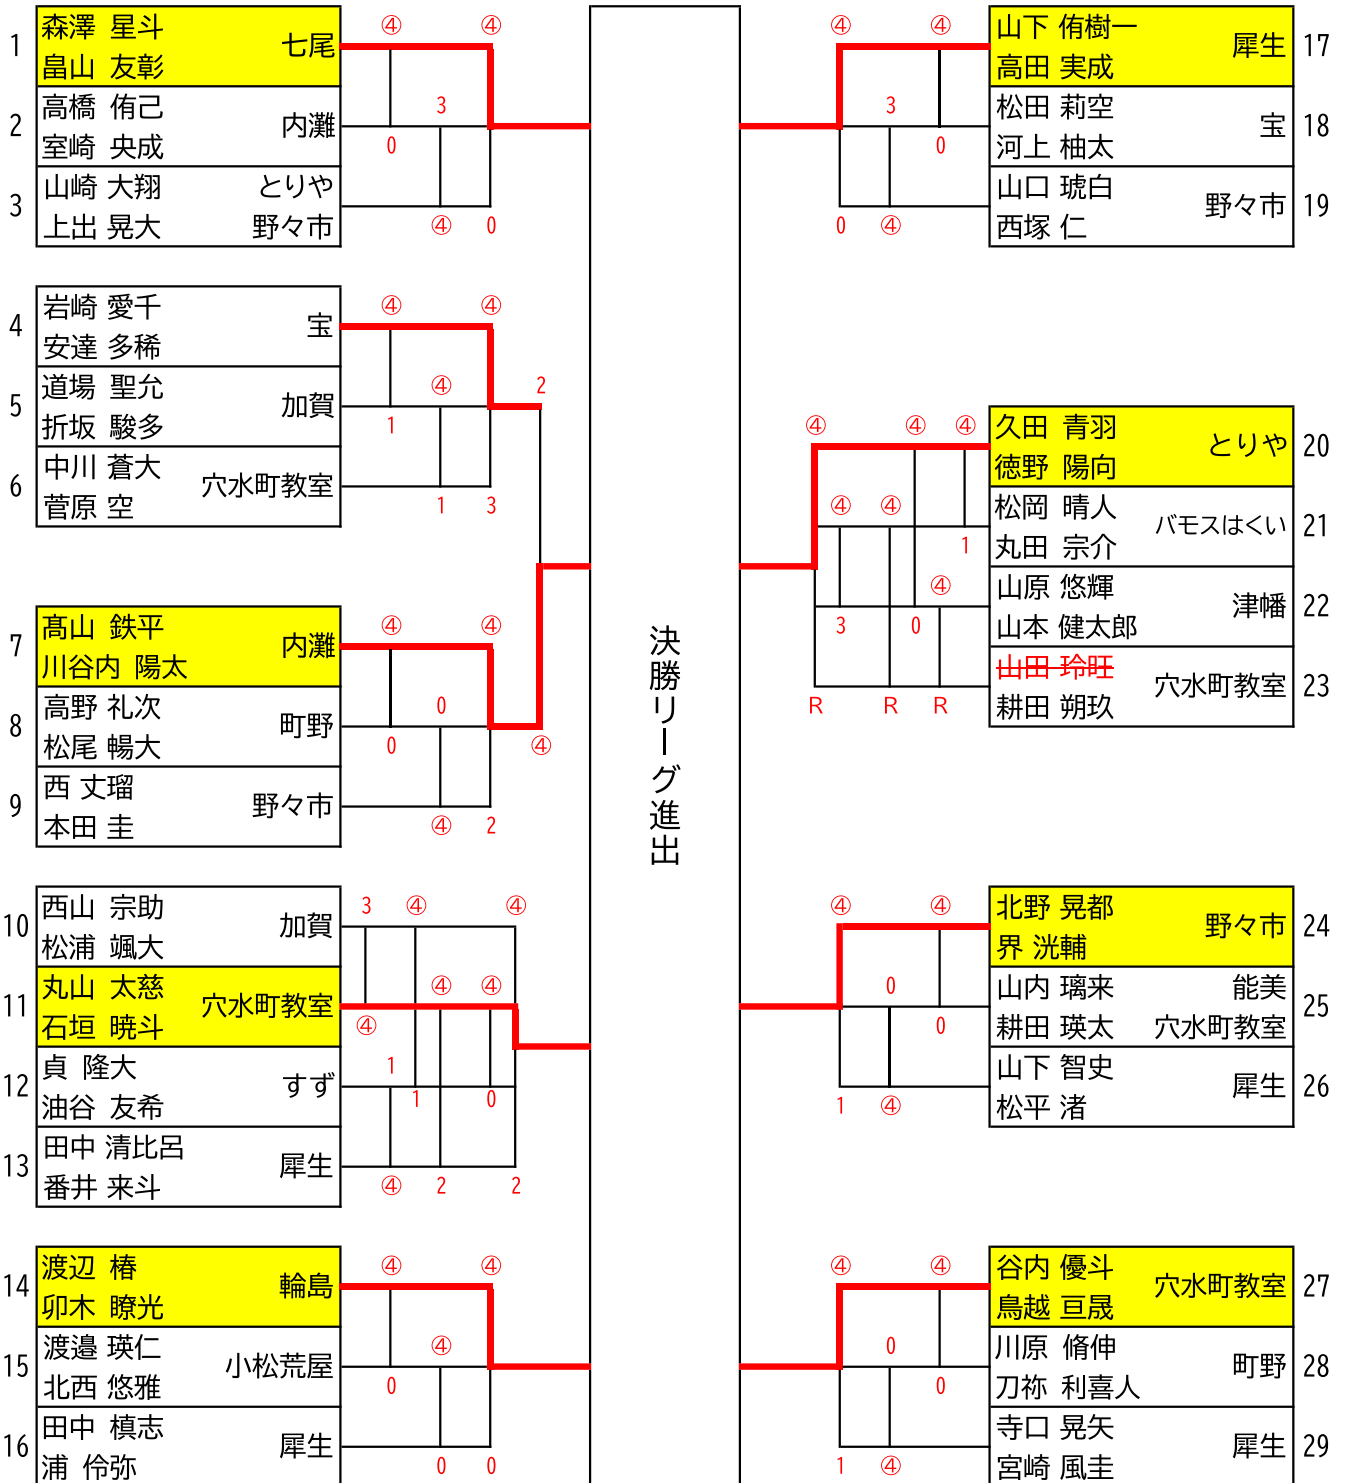 ④ ④
1 森澤 星斗 七尾
畠山 友彰
3
2 高橋 侑己 内灘
室崎 央成
0
3 山崎 大翔 とりや
上出 晃大 野々市
④ 0
④ ④
4 岩崎 愛千 宝
安達 多稀
④ 2
5 道場 聖允 加賀
折坂 駿多
1
6 中川 蒼大 穴水町教室
菅原 空
1 3
④ ④
7 髙山 鉄平 内灘
川谷内 陽太
0
8 高野 礼次 町野
松尾 暢大
0 ④
9 西 丈瑠 野々市
本田 圭
④ 2
3 ④ ④
10 西山 宗助 加賀
松浦 颯大
④ ④
11 丸山 太慈 穴水町教室
石垣 暁斗
④
1
12 貞 隆大 すず
油谷 友希
1 0
13 田中 清比呂 犀生
番井 来斗
④ 2 2
④ ④
14 渡辺 椿 輪島
卯木 瞭光
④
15 渡邉 瑛仁 小松荒屋
北西 悠雅
0
16 田中 槙志 犀生
浦 伶弥
0 0
決勝リーグ進出
④ ④
山下 侑樹一 犀生 17
高田 実成
3
松田 莉空 宝 18
河上 柚太
0
山口 琥白 野々市 19
西塚 仁
0 ④
④ ④ ④
久田 青羽 とりや 20
徳野 陽向
④ ④
松岡 晴人 バモスはくい 21
丸田 宗介
1
④
山原 悠輝 津幡 22
山本 健太郎
3 0
山田 玲旺 穴水町教室 23
耕田 朔玖
R R R
④ ④
北野 晃都 野々市 24
界 洸輔
0
山内 璃来 能美 25
耕田 瑛太 穴水町教室
0
山下 智史 犀生 26
松平 渚
1 ④
④ ④
谷内 優斗 穴水町教室 27
鳥越 亘晟
0
川原 脩伸 町野 28
刀祢 利喜人
0
寺口 晃矢 犀生 29
宮崎 風圭
1 ④